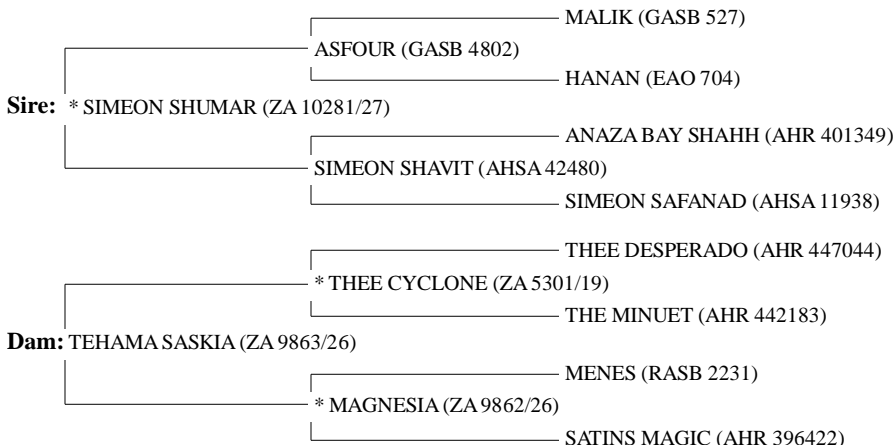 MALIK (GASB 527)
ASFOUR (GASB 4802)
HANAN (EAO 704)
Sire: * SIMEON SHUMAR (ZA 10281/27)
ANAZA BAY SHAHH (AHR 401349)
SIMEON SHAVIT (AHSA 42480)
SIMEON SAFANAD (AHSA 11938)
THEE DESPERADO (AHR 447044)
* THEE CYCLONE (ZA 5301/19)
THE MINUET (AHR 442183)
Dam: TEHAMA SASKIA (ZA 9863/26)
MENES (RASB 2231)
* MAGNESIA (ZA 9862/26)
SATINS MAGIC (AHR 396422)